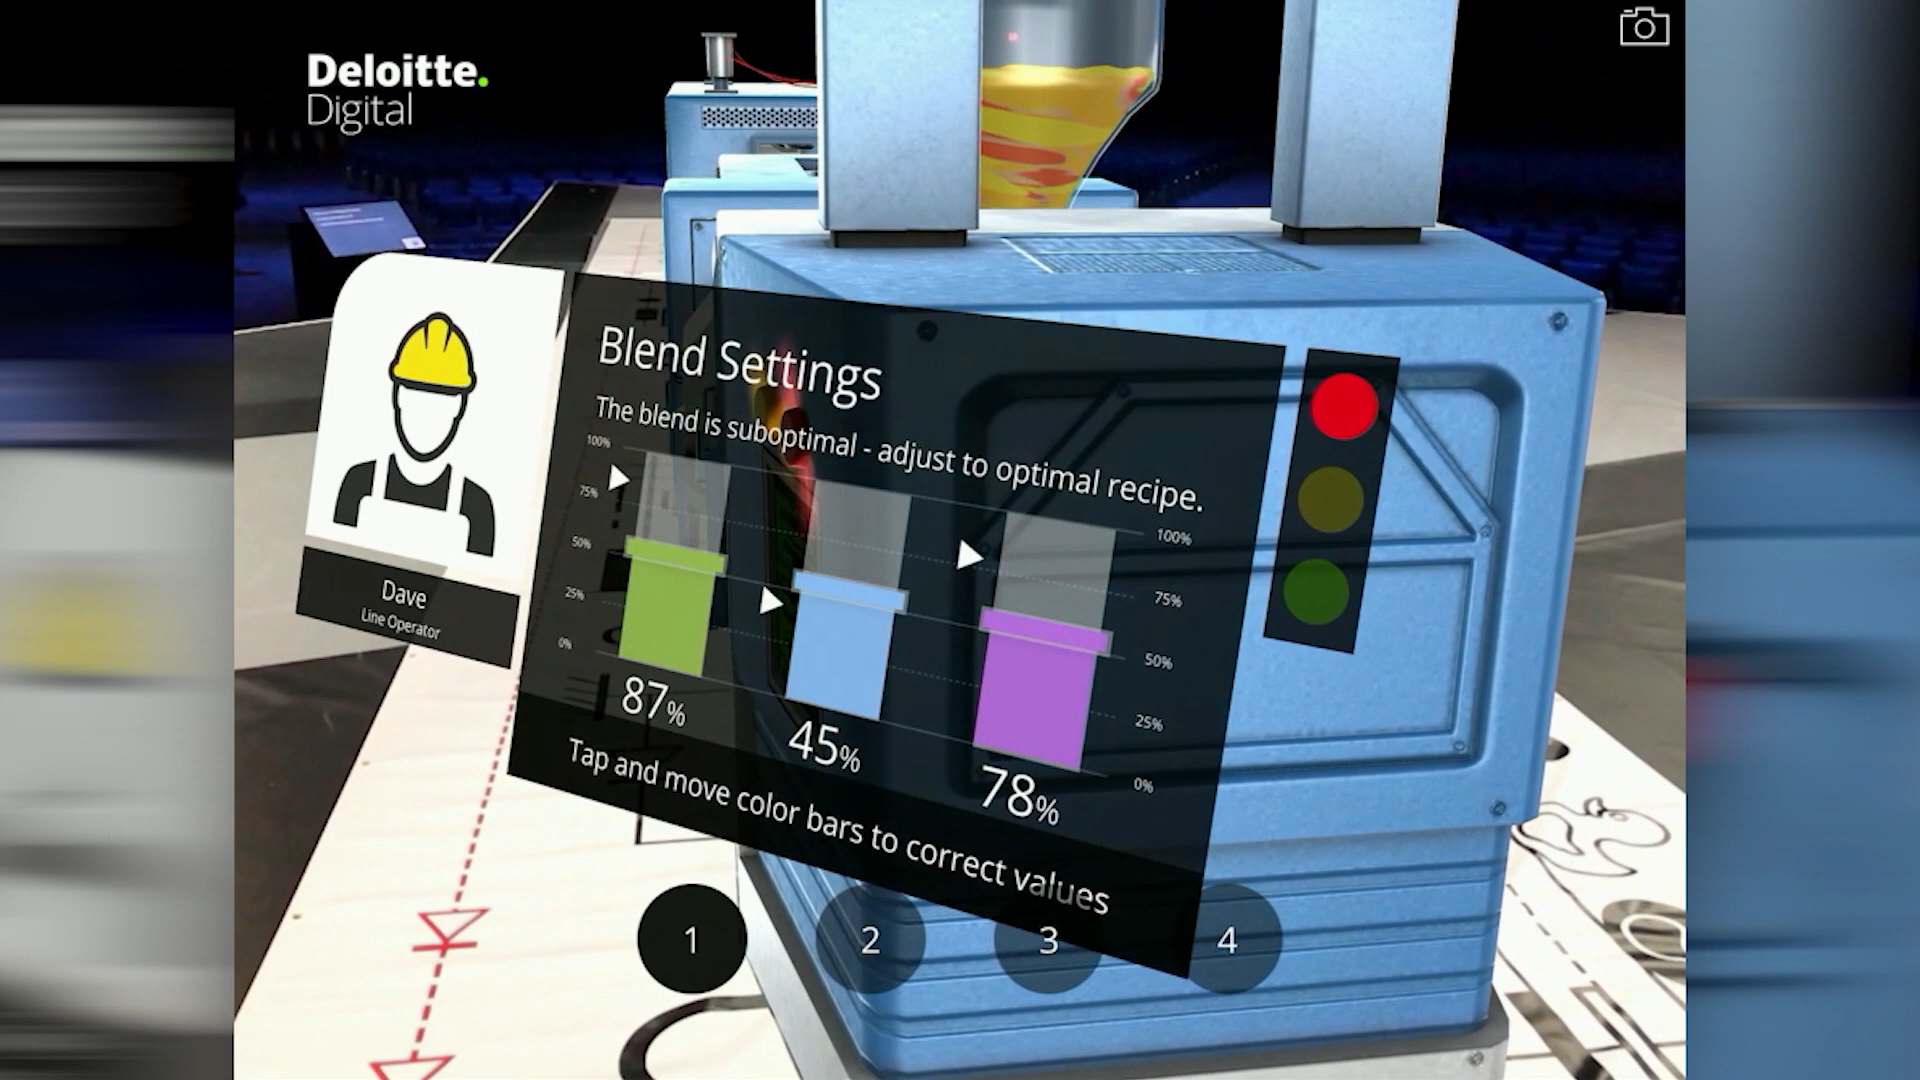 Deloitte.
Digital
Blend Settings
The blend is suboptimal - adjust to optimal recipe.
100%
75%
50%
25%
0%
100%
75%
50%
25%
0%
87%
45%
78%
Tap and move color bars to correct values
Dave
Line Operator
1
2
3
4